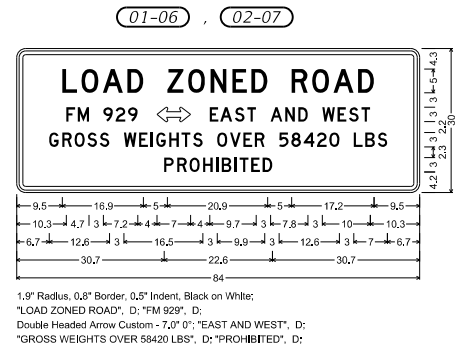 01-06 , 02-07
LOAD ZONED ROAD
FM 929 ⇔ EAST AND WEST
GROSS WEIGHTS OVER 58420 LBS
PROHIBITED
4.2 3 2.3 3 2.2 3 3 5 4.3
30
9.5 16.9 5 20.9 5 17.2 9.5
10.3 4.7 3 7.2 4 7 4 9.7 3 7.8 3 10 10.3
6.7 12.6 3 16.5 3 9.9 3 12.6 3 7 6.7
30.7 22.6 30.7
84
1.9" Radius, 0.8" Border, 0.5" Indent, Black on White;
"LOAD ZONED ROAD", D; "FM 929", D;
Double Headed Arrow Custom - 7.0" 0°; "EAST AND WEST", D;
"GROSS WEIGHTS OVER 58420 LBS", D; "PROHIBITED", D;